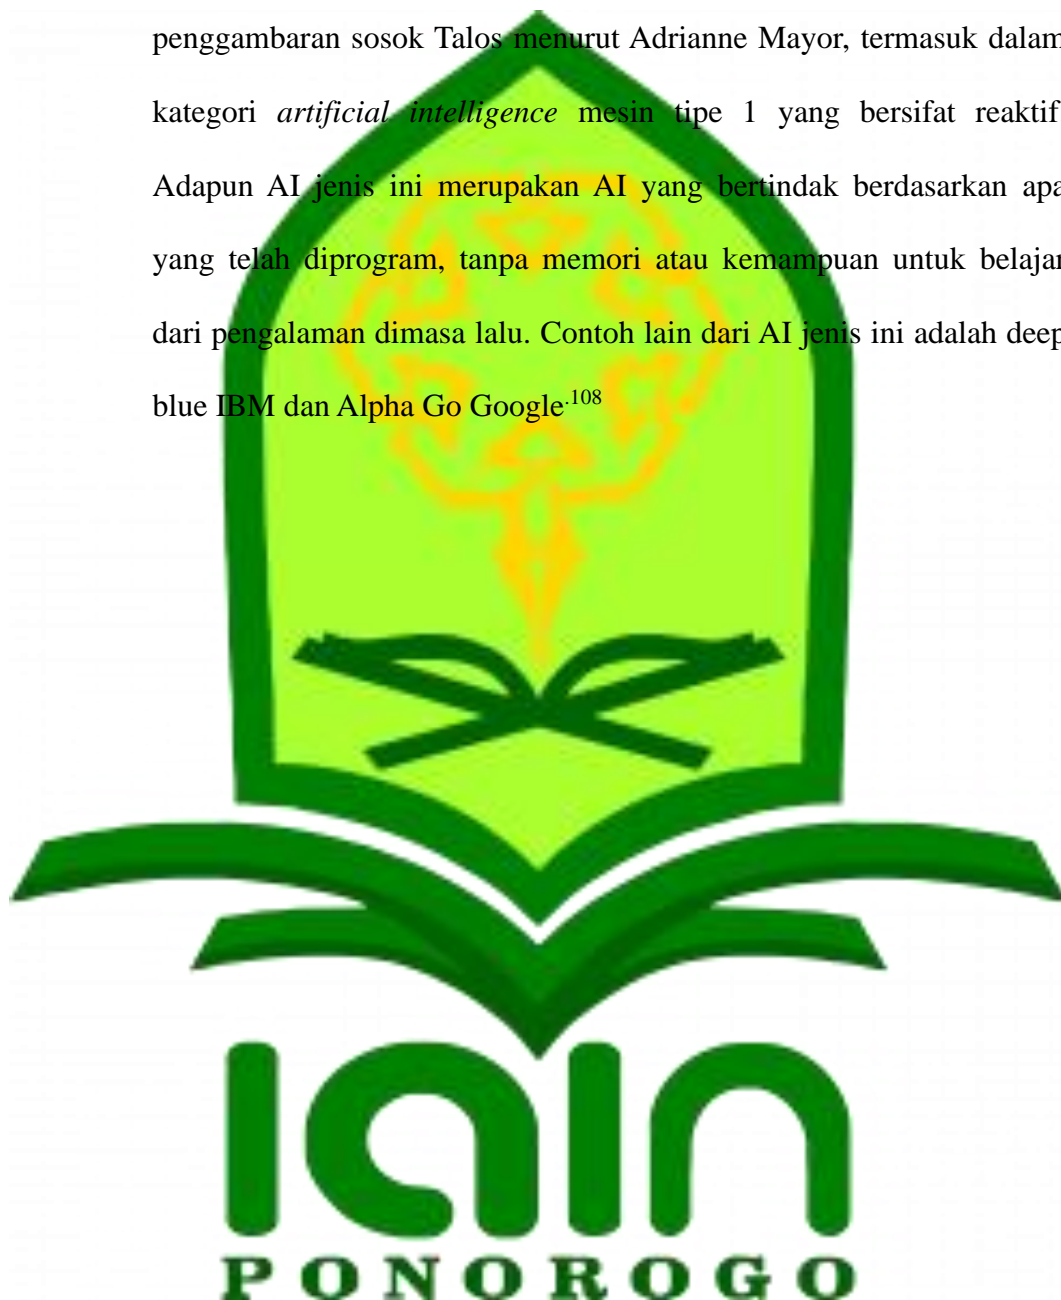 penggambaran sosok Talos menurut Adrianne Mayor, termasuk dalam
kategori artificial intelligence mesin tipe 1 yang bersifat reaktif
Adapun AI jenis ini merupakan AI yang bertindak berdasarkan apa
yang telah diprogram, tanpa memori atau kemampuan untuk belajar
dari pengalaman dimasa lalu. Contoh lain dari AI jenis ini adalah deep
blue IBM dan Alpha Go Google.108
iain
PONOROGO